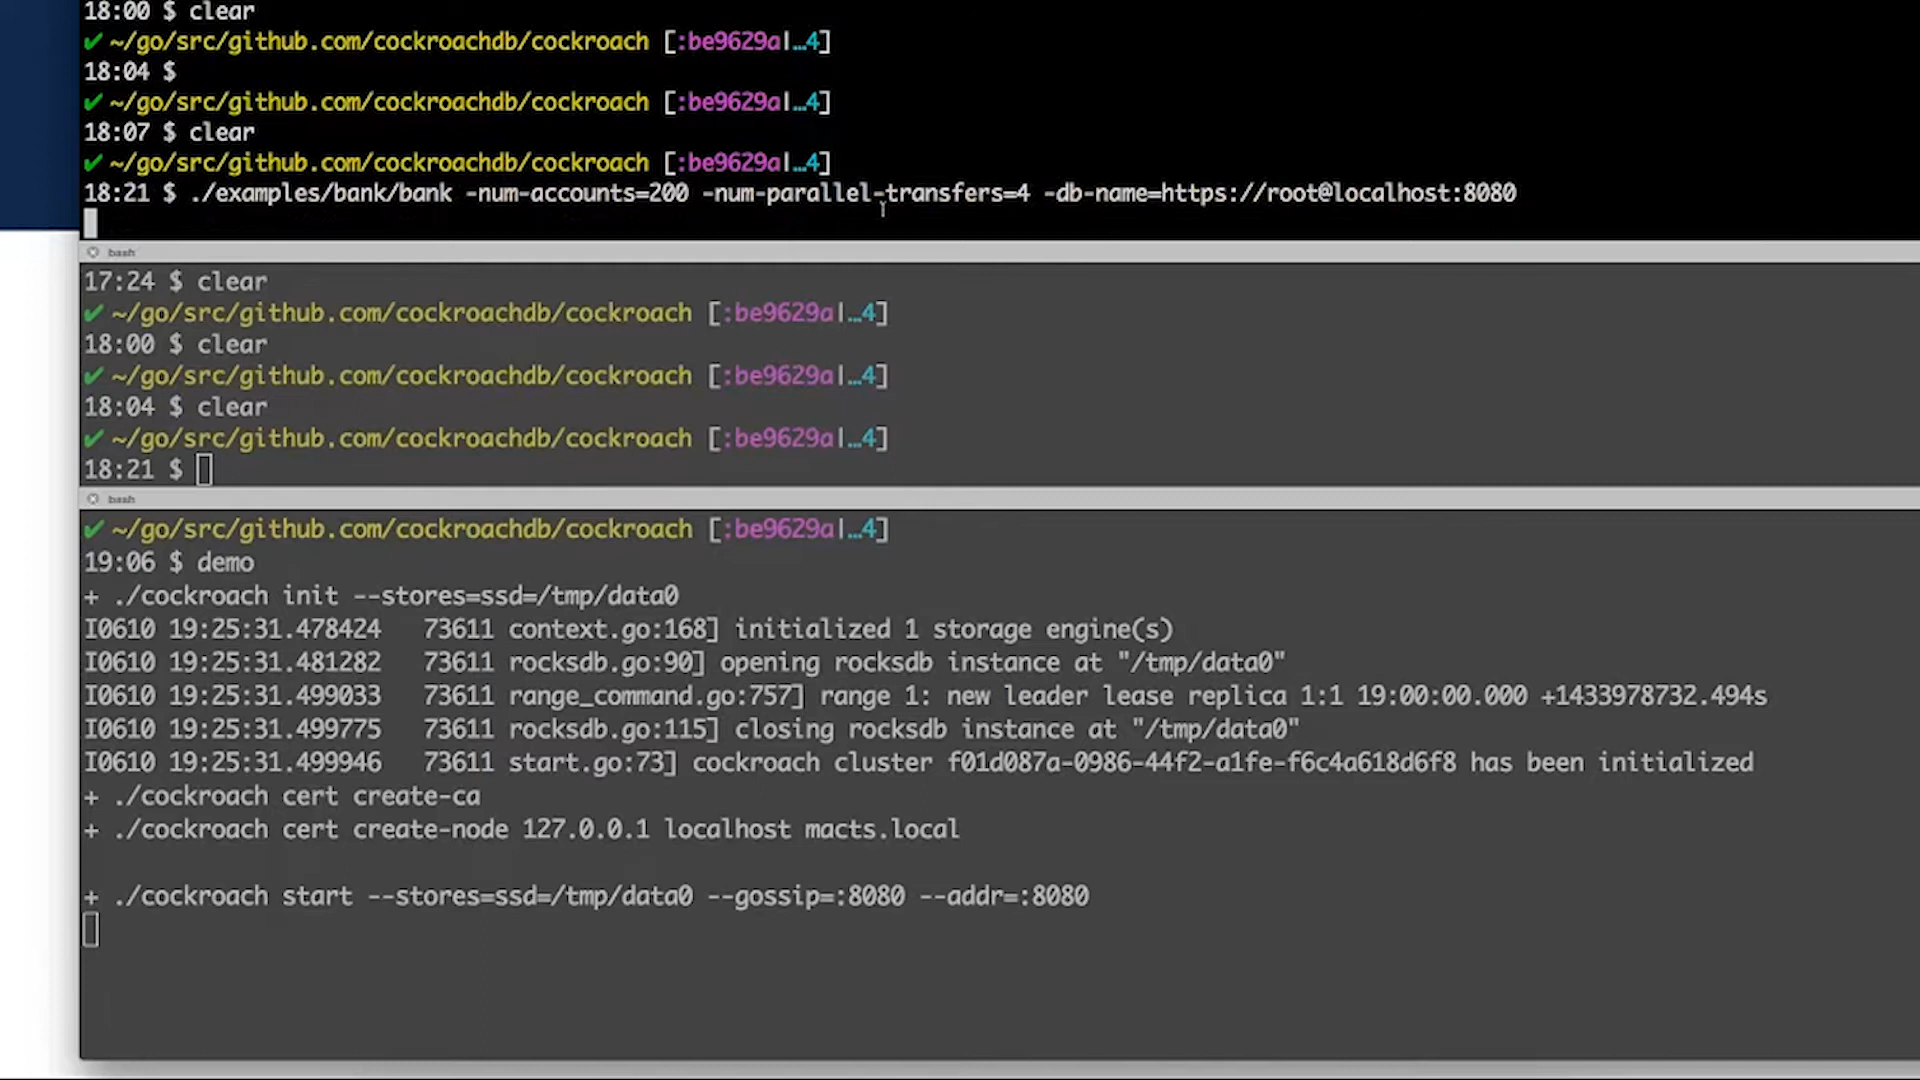 18:00 $ clear
✔ ~/go/src/github.com/cockroachdb/cockroach [:be9629a|…4]
18:04 $
✔ ~/go/src/github.com/cockroachdb/cockroach [:be9629a|…4]
18:07 $ clear
✔ ~/go/src/github.com/cockroachdb/cockroach [:be9629a|…4]
18:21 $ ./examples/bank/bank -num-accounts=200 -num-parallel-transfers=4 -db-name=https://root@localhost:8080
bash
17:24 $ clear
✔ ~/go/src/github.com/cockroachdb/cockroach [:be9629a|…4]
18:00 $ clear
✔ ~/go/src/github.com/cockroachdb/cockroach [:be9629a|…4]
18:04 $ clear
✔ ~/go/src/github.com/cockroachdb/cockroach [:be9629a|…4]
18:21 $
bash
✔ ~/go/src/github.com/cockroachdb/cockroach [:be9629a|…4]
19:06 $ demo
+ ./cockroach init --stores=ssd=/tmp/data0
I0610 19:25:31.478424   73611 context.go:168] initialized 1 storage engine(s)
I0610 19:25:31.481282   73611 rocksdb.go:90] opening rocksdb instance at "/tmp/data0"
I0610 19:25:31.499033   73611 range_command.go:757] range 1: new leader lease replica 1:1 19:00:00.000 +1433978732.494s
I0610 19:25:31.499775   73611 rocksdb.go:115] closing rocksdb instance at "/tmp/data0"
I0610 19:25:31.499946   73611 start.go:73] cockroach cluster f01d087a-0986-44f2-a1fe-f6c4a618d6f8 has been initialized
+ ./cockroach cert create-ca
+ ./cockroach cert create-node 127.0.0.1 localhost macts.local
+ ./cockroach start --stores=ssd=/tmp/data0 --gossip=:8080 --addr=:8080